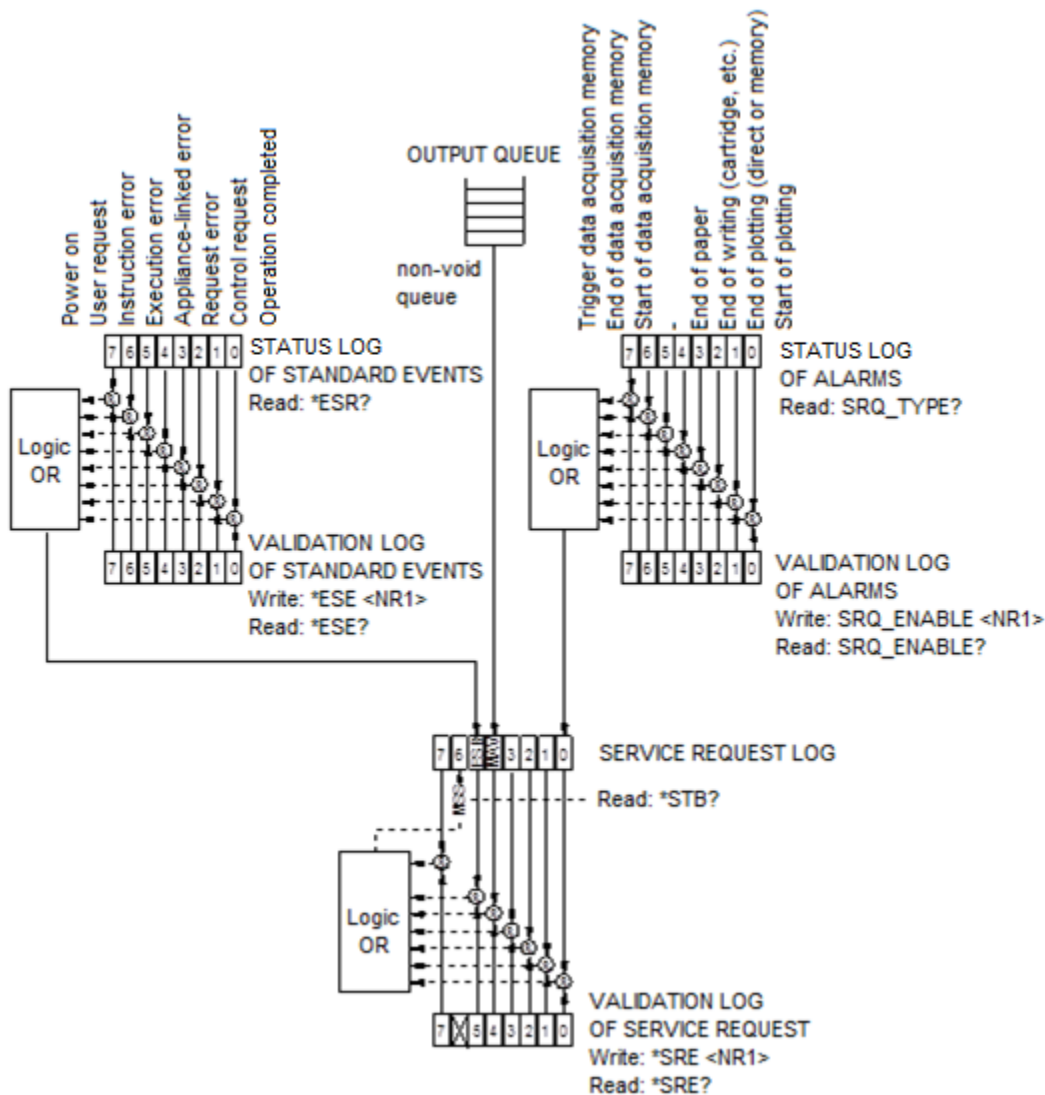 Power on
User request
Instruction error
Execution error
Appliance-linked error
Request error
Control request
Operation completed
7 6 5 4 3 2 1 0
STATUS LOG
OF STANDARD EVENTS
Read: *ESR?
Logic
OR
& & & & & & & &
VALIDATION LOG
OF STANDARD EVENTS
7 6 5 4 3 2 1 0
Write: *ESE <NR1>
Read: *ESE?
OUTPUT QUEUE
non-void
queue
Trigger data acquisition memory
End of data acquisition memory
Start of data acquisition memory
-
End of paper
End of writing (cartridge, etc.)
End of plotting (direct or memory)
Start of plotting
7 6 5 4 3 2 1 0
STATUS LOG
OF ALARMS
Read: SRQ_TYPE?
Logic
OR
& & & & & & & &
7 6 5 4 3 2 1 0
VALIDATION LOG
OF ALARMS
Write: SRQ_ENABLE <NR1>
Read: SRQ_ENABLE?
7 6 ESB MAV 3 2 1 0
SERVICE REQUEST LOG
MSS
Read: *STB?
Logic
OR
& & & & & & &
7 5 4 3 2 1 0
VALIDATION LOG
OF SERVICE REQUEST
Write: *SRE <NR1>
Read: *SRE?